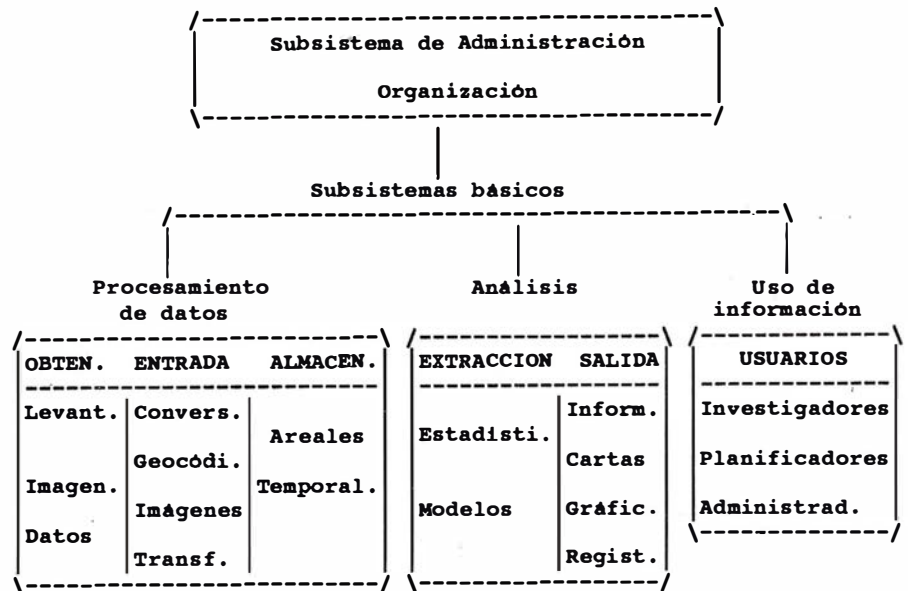 Subsistema de Administración
Organización
Subsistemas básicos
Procesamiento
de datos
OBTEN. ENTRADA ALMACEN.
Levant.
Imagen.
Datos
Convers.
Geocódi.
Imágenes
Transf.
Areales
Temporal.
Análisis
EXTRACCION SALIDA
Estadisti.
Modelos
Inform.
Cartas
Gráfic.
Regist.
Uso de
información
USUARIOS
Investigadores
Planificadores
Administrad.